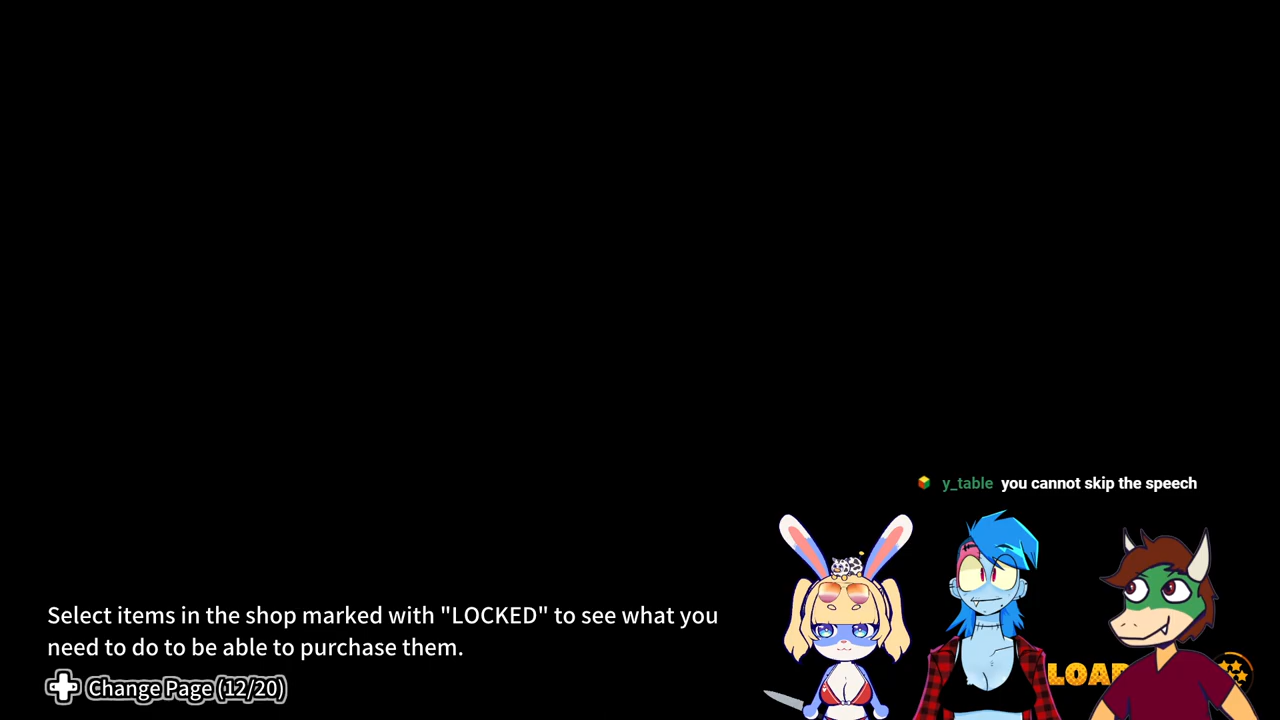 y_table you cannot skip the speech
Select items in the shop marked with "LOCKED" to see what you
need to do to be able to purchase them.
Change Page (12/20)